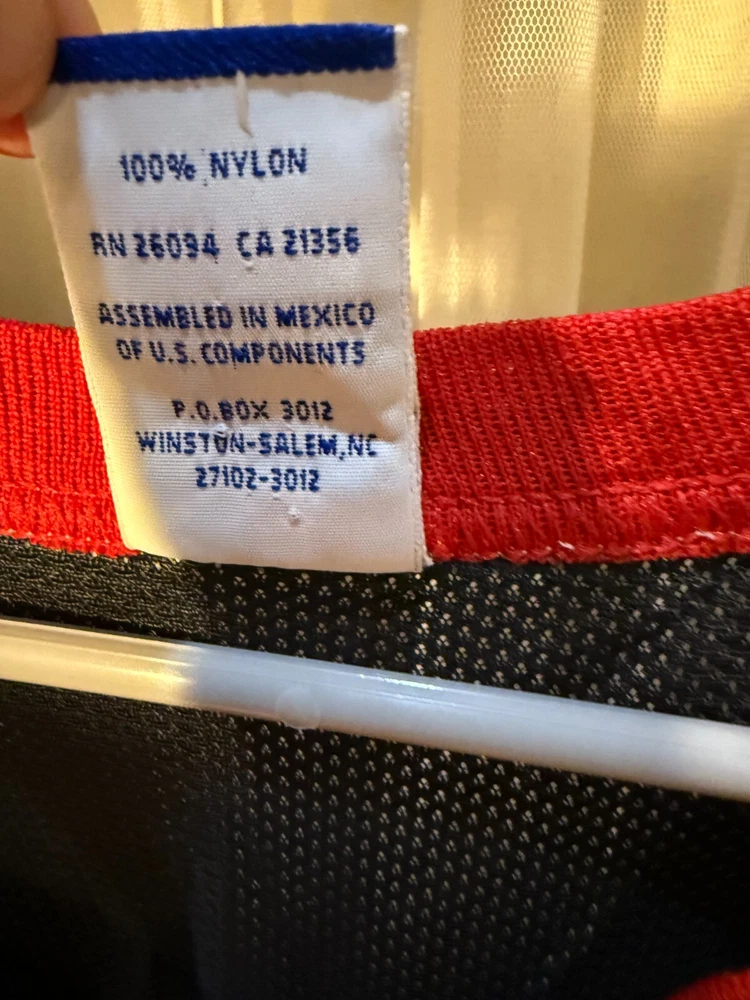 100% NYLON
RN 26094 CA 21356
ASSEMBLED IN MEXICO
OF U.S. COMPONENTS
P.O.BOX 3012
WINSTON-SALEM,NC
27102-3012